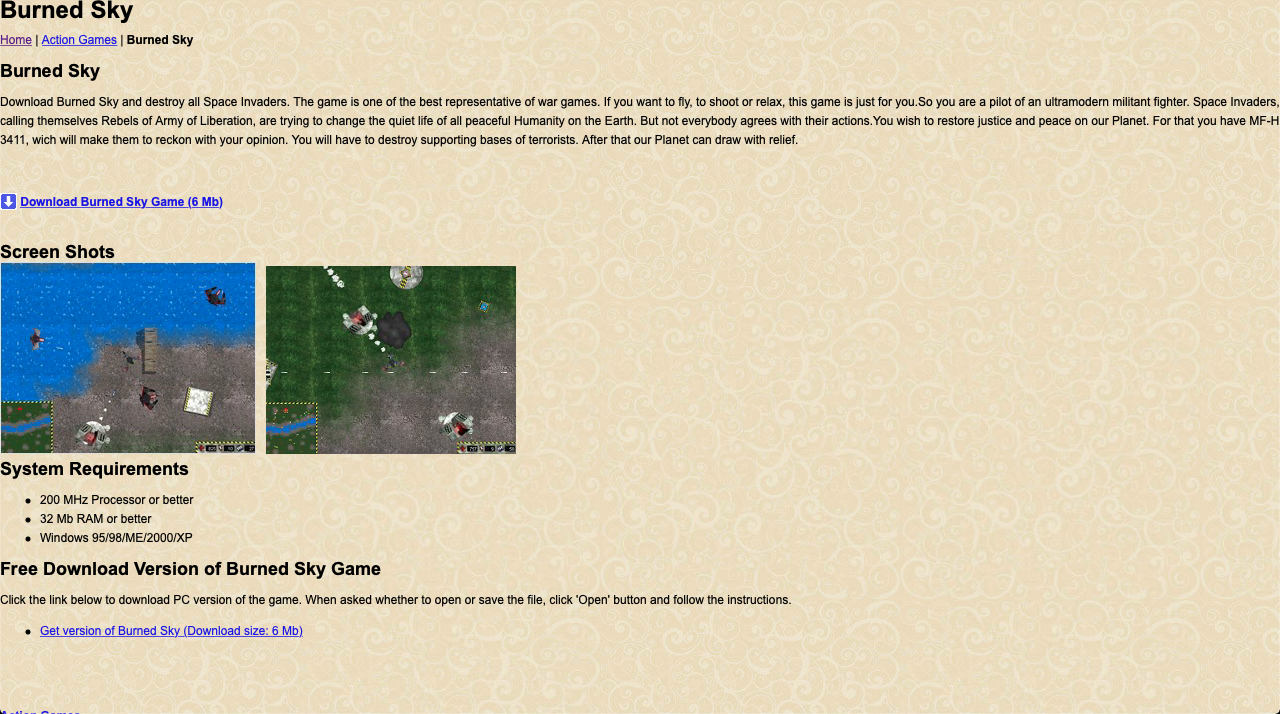 Burned Sky
Home | Action Games | Burned Sky
Burned Sky
Download Burned Sky and destroy all Space Invaders. The game is one of the best representative of war games. If you want to fly, to shoot or relax, this game is just for you.So you are a pilot of an ultramodern militant fighter. Space Invaders,
calling themselves Rebels of Army of Liberation, are trying to change the quiet life of all peaceful Humanity on the Earth. But not everybody agrees with their actions.You wish to restore justice and peace on our Planet. For that you have MF-H
3411, wich will make them to reckon with your opinion. You will have to destroy supporting bases of terrorists. After that our Planet can draw with relief.
Download Burned Sky Game (6 Mb)
Screen Shots
System Requirements
200 MHz Processor or better
32 Mb RAM or better
Windows 95/98/ME/2000/XP
Free Download Version of Burned Sky Game
Click the link below to download PC version of the game. When asked whether to open or save the file, click 'Open' button and follow the instructions.
Get version of Burned Sky (Download size: 6 Mb)
Action Games